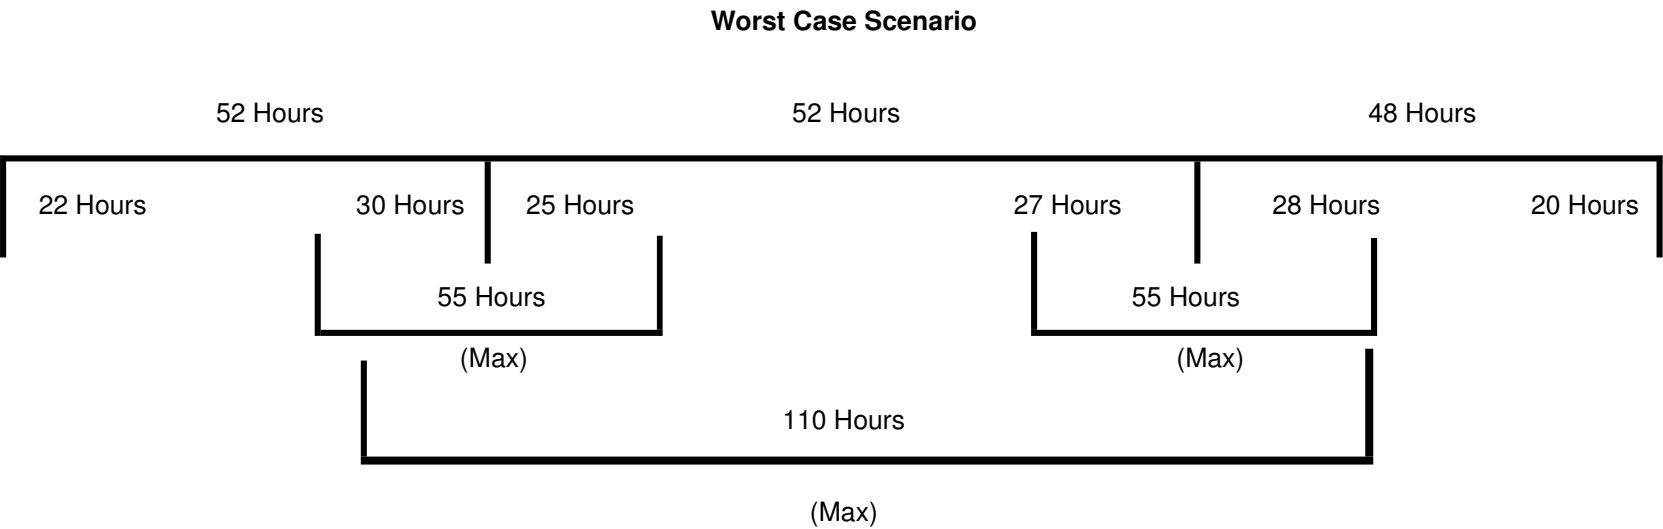 Worst Case Scenario
52 Hours 52 Hours 48 Hours
22 Hours 30 Hours 25 Hours 27 Hours 28 Hours 20 Hours
55 Hours 55 Hours
(Max) (Max)
110 Hours
(Max)